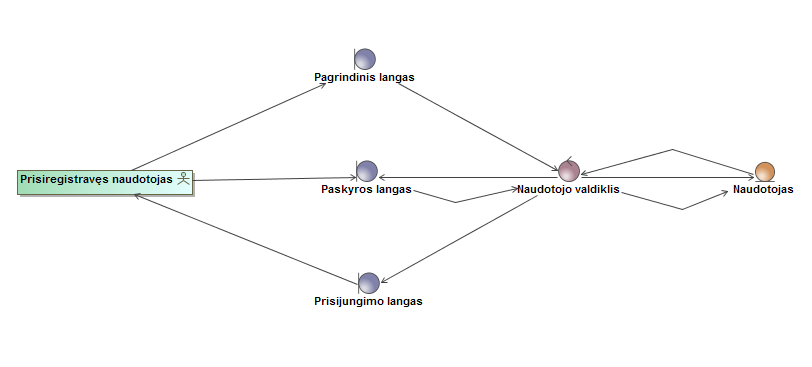 Pagrindinis langas
Prisiregistravęs naudotojas
Paskyros langas
Naudotojo valdiklis
Naudotojas
Prisijungimo langas